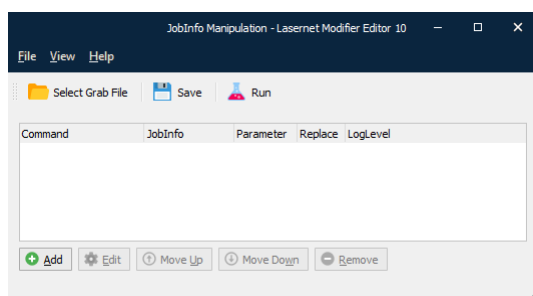 JobInfo Manipulation - Lasernet Modifier Editor 10
File View Help
Select Grab File Save Run
Command JobInfo Parameter Replace LogLevel
Add Edit Move Up Move Down Remove